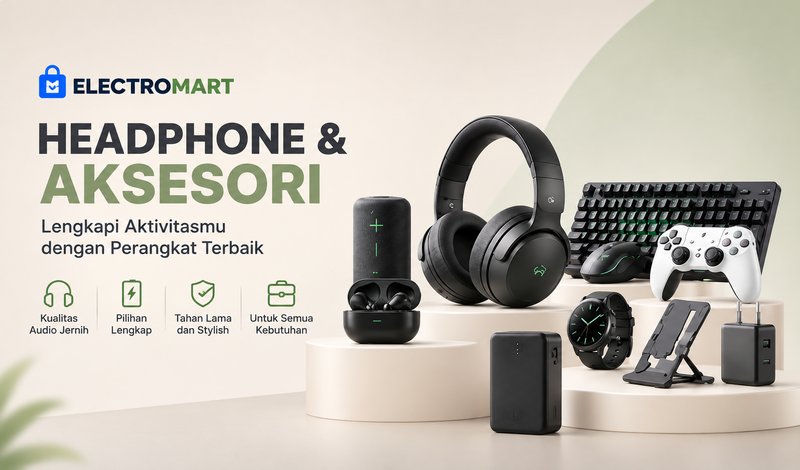 ELECTROMART
HEADPHONE &
AKSESORI
Lengkapi Aktivitasmu
dengan Perangkat Terbaik
Kualitas
Audio Jernih
Pilihan
Lengkap
Tahan Lama
dan Stylish
Untuk Semua
Kebutuhan